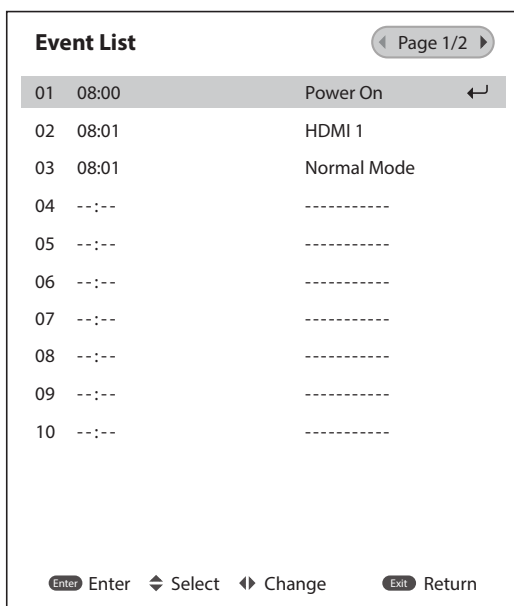 Event List Page 1/2
01 08:00 Power On
02 08:01 HDMI 1
03 08:01 Normal Mode
04 --:-- -----------
05 --:-- -----------
06 --:-- -----------
07 --:-- -----------
08 --:-- -----------
09 --:-- -----------
10 --:-- -----------
Enter Enter Select Change Exit Return